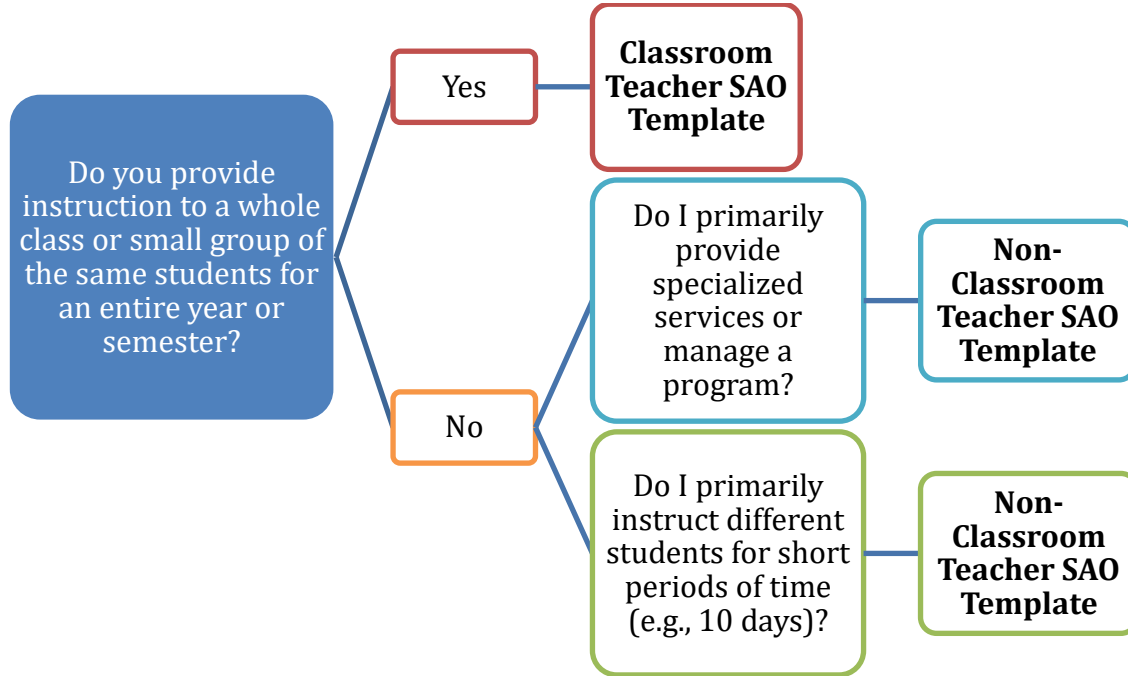 Do you provide
instruction to a whole
class or small group of
the same students for
an entire year or
semester?
Yes
Classroom
Teacher SAO
Template
No
Do I primarily
provide
specialized
services or
manage a
program?
Non-
Classroom
Teacher SAO
Template
Do I primarily
instruct different
students for short
periods of time
(e.g., 10 days)?
Non-
Classroom
Teacher SAO
Template